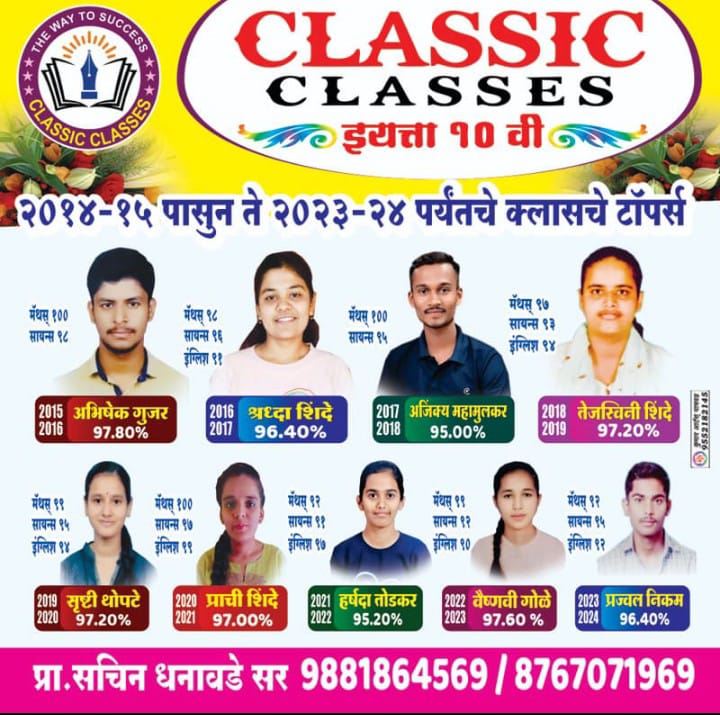 THE WAY TO SUCCESS
CLASSIC CLASSES
CLASSIC
CLASSES
इयत्ता १० वी
२०१४-१५ पासुन ते २०२३-२४ पर्यंतचे क्लासचे टॉपर्स
मॅथस् १००
सायन्स ९८
2015
2016
अभिषेक गुजर
97.80%
मॅथस् ९८
सायन्स ९६
इंग्लिश ९१
2016
2017
श्रध्दा शिंदे
96.40%
मॅथस् १००
सायन्स ९५
2017
2018
अजिंक्य महामुलकर
95.00%
मॅथस् ९७
सायन्स ९३
इंग्लिश ९४
2018
2019
तेजस्विनी शिंदे
97.20%
9552182145
मॅथस् ९९
सायन्स ९५
इंग्लिश ९४
2019
2020
सृष्टी थोपटे
97.20%
मॅथस् १००
सायन्स ९७
इंग्लिश ९९
2020
2021
प्राची शिंदे
97.00%
मॅथस् ९२
सायन्स ९१
इंग्लिश ९७
2021
2022
हर्षदा तोडकर
95.20%
मॅथस् ९९
सायन्स ९२
इंग्लिश ९०
2022
2023
वैष्णवी गोळे
97.60 %
मॅथस् ९२
सायन्स ९५
इंग्लिश ९२
2023
2024
प्रज्वल निकम
96.40%
प्रा.सचिन धनावडे सर 9881864569 / 8767071969